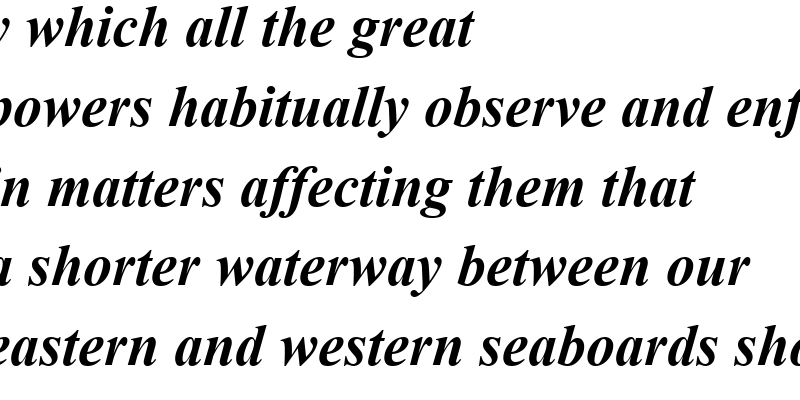 which all the great
powers habitually observe and
in matters affecting them that
a shorter waterway between our
eastern and western seaboards